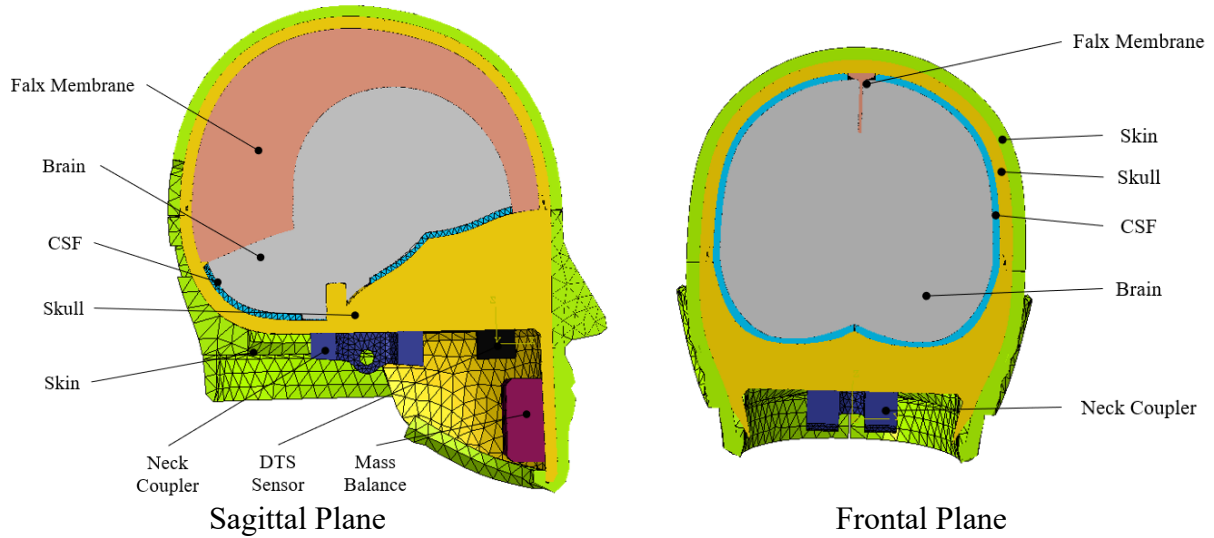 Falx Membrane
Brain
CSF
Skull
Skin
Neck
Coupler
DTS
Sensor
Mass
Balance
Sagittal Plane
Falx Membrane
Skin
Skull
CSF
Brain
Neck Coupler
Frontal Plane